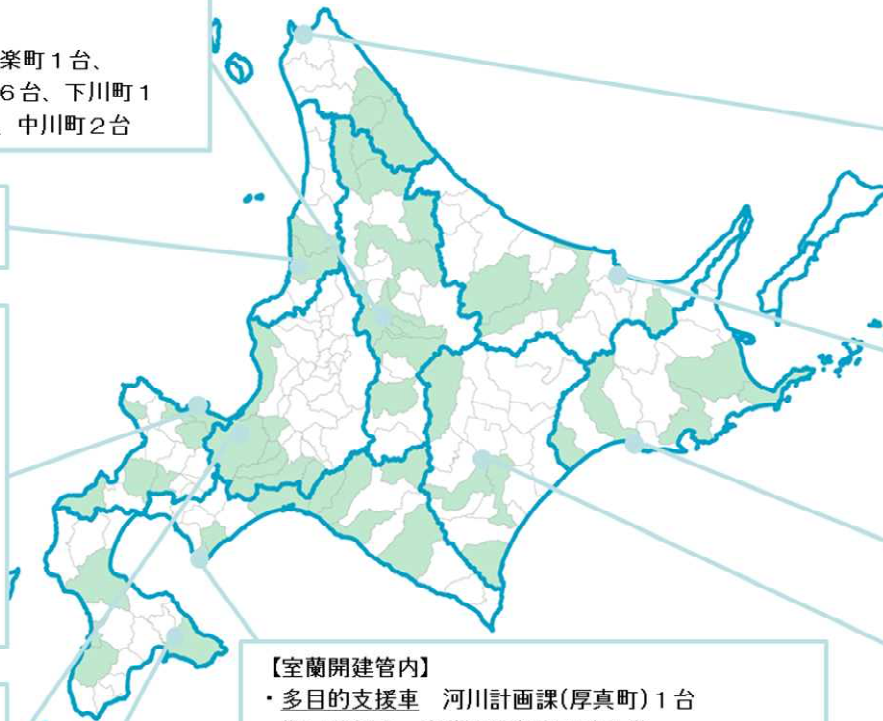 楽町１台、
６台、下川町１
、中川町２台
【室蘭開建管内】
・多目的支援車　河川計画課(厚真町)１台